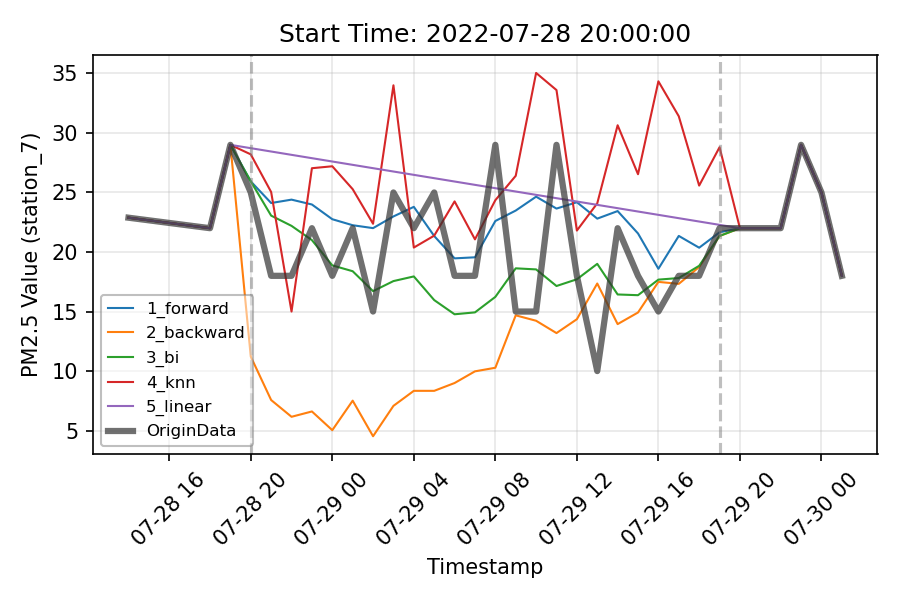 Start Time: 2022-07-28 20:00:00
PM2.5 Value (station_7)
35
30
25
20
15
10
5
1_forward
2_backward
3_bi
4_knn
5_linear
OriginData
07-28 16
07-28 20
07-29 00
07-29 04
07-29 08
07-29 12
07-29 16
07-29 20
07-30 00
Timestamp